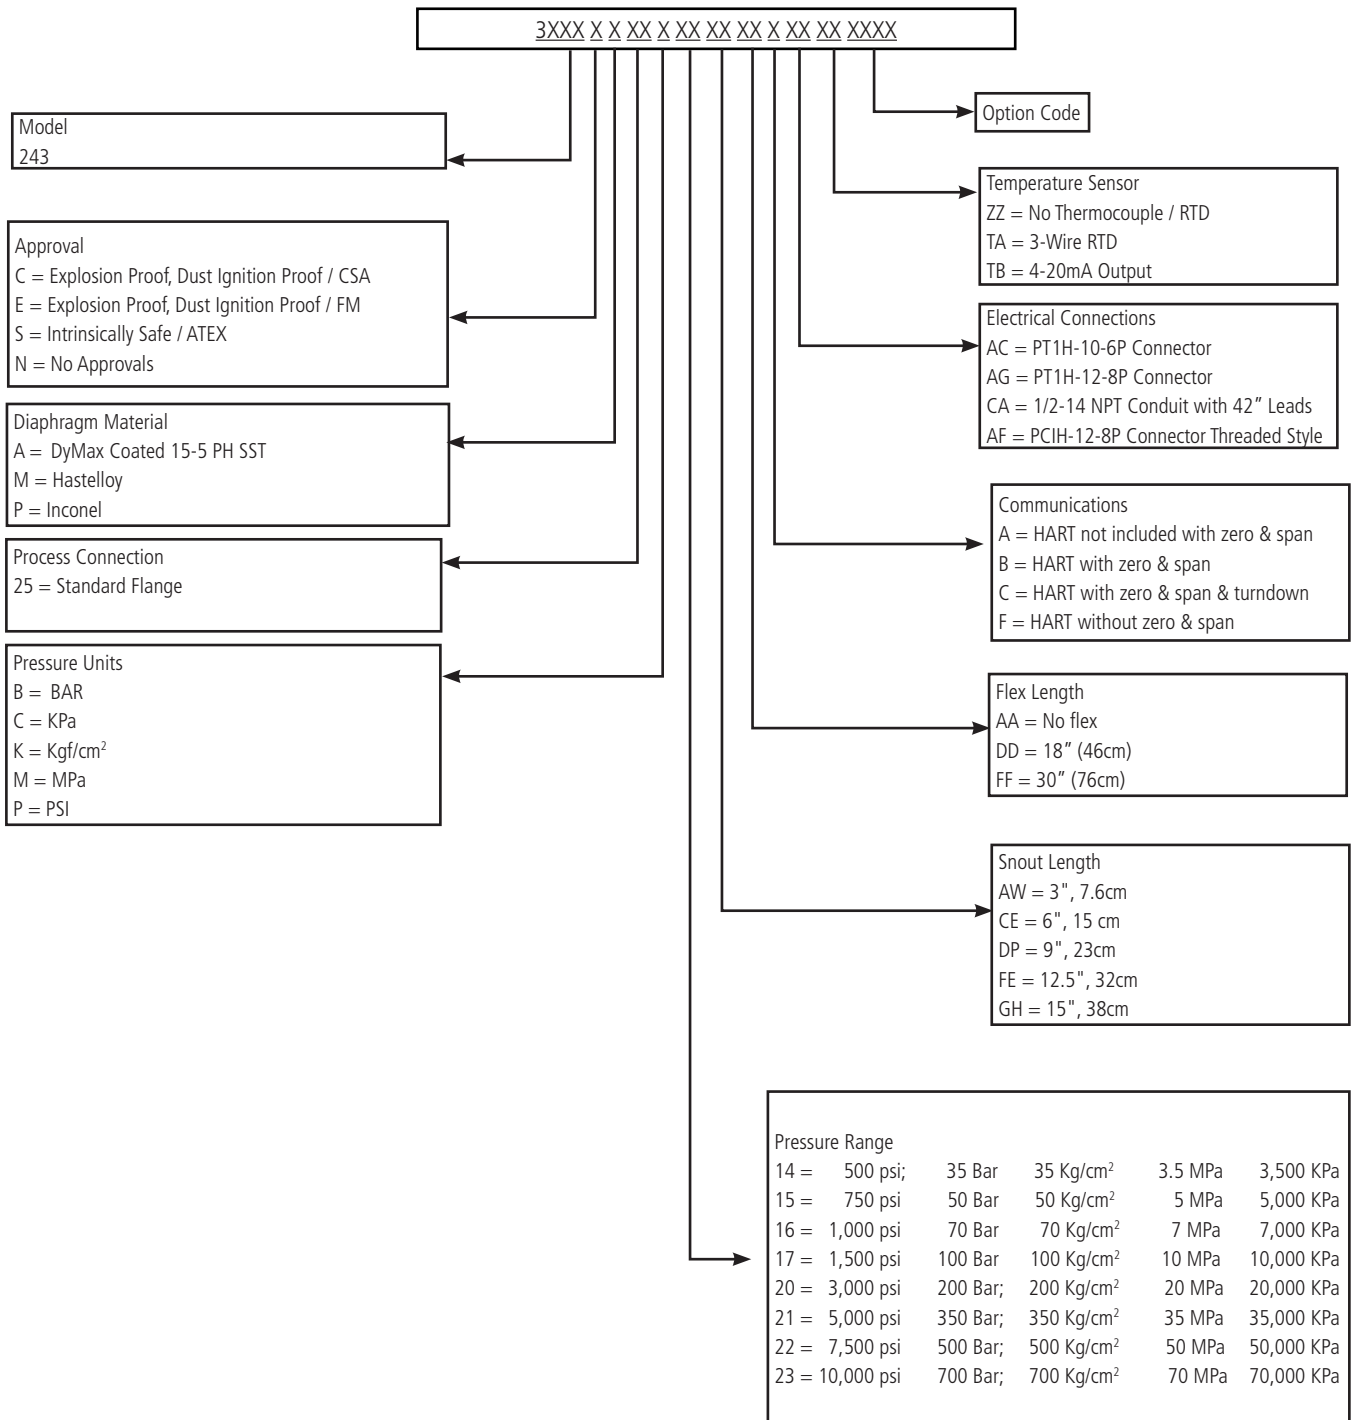 3XXX X X XX X XX XX XX X XX XX XXXX
Model
243
Approval
C = Explosion Proof, Dust Ignition Proof / CSA
E = Explosion Proof, Dust Ignition Proof / FM
S = Intrinsically Safe / ATEX
N = No Approvals
Diaphragm Material
A = DyMax Coated 15-5 PH SST
M = Hastelloy
P = Inconel
Process Connection
25 = Standard Flange
Pressure Units
B = BAR
C = KPa
K = Kgf/cm²
M = MPa
P = PSI
Option Code
Temperature Sensor
ZZ = No Thermocouple / RTD
TA = 3-Wire RTD
TB = 4-20mA Output
Electrical Connections
AC = PT1H-10-6P Connector
AG = PT1H-12-8P Connector
CA = 1/2-14 NPT Conduit with 42" Leads
AF = PCIH-12-8P Connector Threaded Style
Communications
A = HART not included with zero & span
B = HART with zero & span
C = HART with zero & span & turndown
F = HART without zero & span
Flex Length
AA = No flex
DD = 18" (46cm)
FF = 30" (76cm)
Snout Length
AW = 3", 7.6cm
CE = 6", 15 cm
DP = 9", 23cm
FE = 12.5", 32cm
GH = 15", 38cm
Pressure Range
14 = 500 psi; 35 Bar 35 Kg/cm² 3.5 MPa 3,500 KPa
15 = 750 psi 50 Bar 50 Kg/cm² 5 MPa 5,000 KPa
16 = 1,000 psi 70 Bar 70 Kg/cm² 7 MPa 7,000 KPa
17 = 1,500 psi 100 Bar 100 Kg/cm² 10 MPa 10,000 KPa
20 = 3,000 psi 200 Bar; 200 Kg/cm² 20 MPa 20,000 KPa
21 = 5,000 psi 350 Bar; 350 Kg/cm² 35 MPa 35,000 KPa
22 = 7,500 psi 500 Bar; 500 Kg/cm² 50 MPa 50,000 KPa
23 = 10,000 psi 700 Bar; 700 Kg/cm² 70 MPa 70,000 KPa